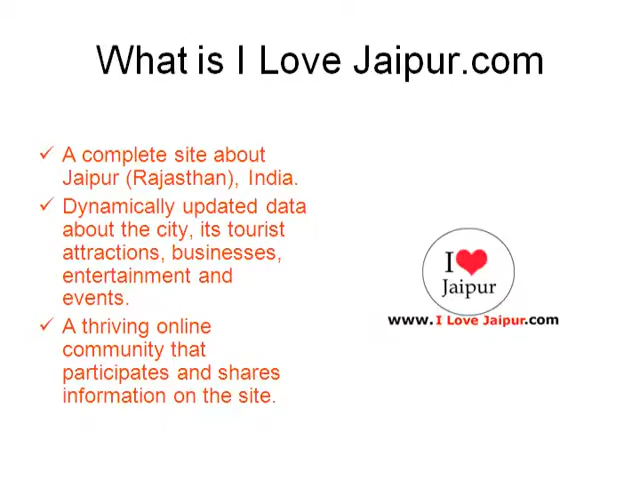 What is I Love Jaipur.com
A complete site about
Jaipur (Rajasthan), India.
Dynamically updated data
about the city, its tourist
attractions, businesses,
entertainment and
events.
A thriving online
community that
participates and shares
information on the site.
I
Jaipur
www.I Love Jaipur.com